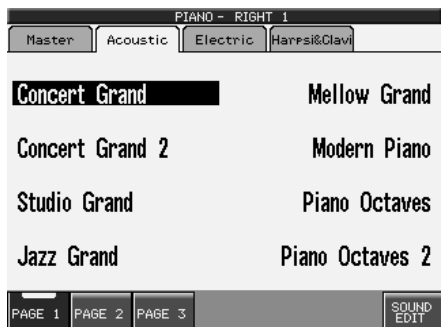 PIANO - RIGHT 1
Master Acoustic Electric Harpsi&Clavi
Concert Grand Mellow Grand
Concert Grand 2 Modern Piano
Studio Grand Piano Octaves
Jazz Grand Piano Octaves 2
PAGE 1 PAGE 2 PAGE 3 SOUND
EDIT